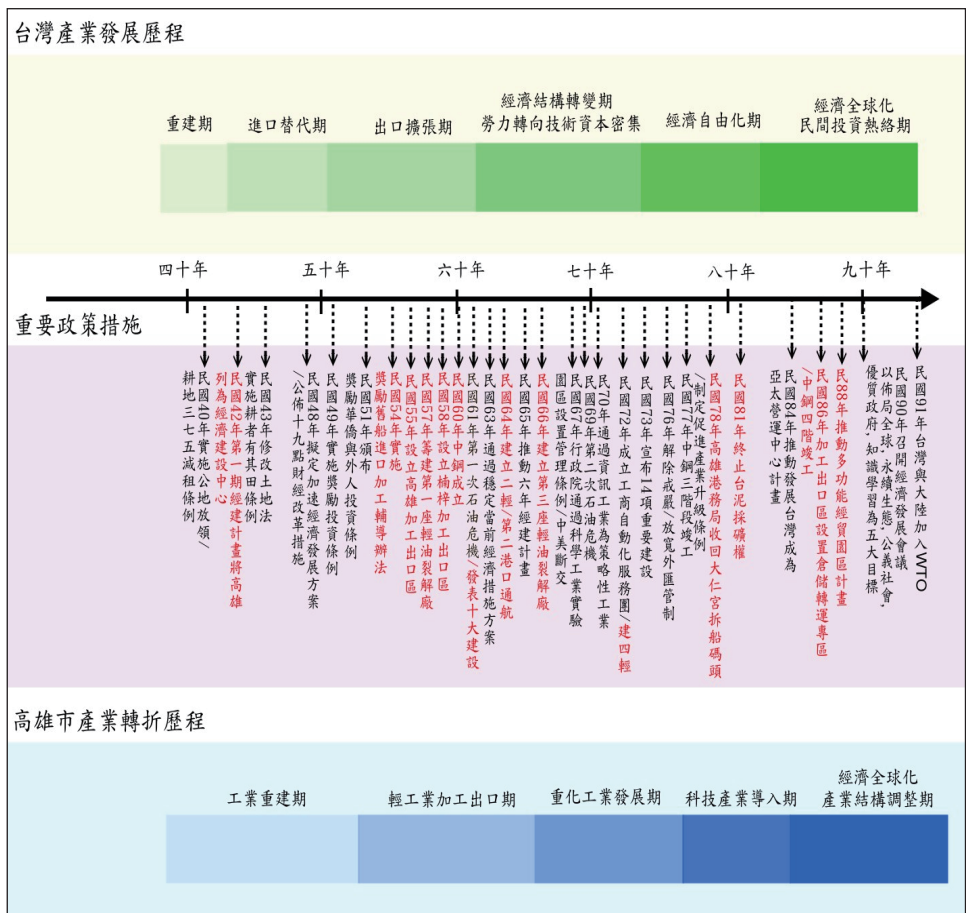 台灣產業發展歷程
重建期
進口替代期
出口擴張期
經濟結構轉變期
勞力轉向技術資本密集
經濟自由化期
經濟全球化
民間投資熱絡期
四十年
五十年
六十年
七十年
八十年
九十年
重要政策措施
民國40年實施公地放領/
耕地三七五減租條例
民國42年第一期經建計畫將高雄
列為經濟建設中心
民國43年修改土地法
實施耕者有其田條例
民國48年擬定加速經濟發展方案
/公佈十九點財經改革措施
民國49年實施獎勵投資條例
民國51年頒布
獎勵華僑與外人投資條例
民國54年實施
獎勵舊船進口加工輔導辦法
民國55年設立高雄加工出口區
民國57年籌建第一座輕油裂解廠
民國58年設立楠梓加工出口區
民國60年中鋼成立
民國61年第一次石油危機/發表十大建設
民國63年通過穩定當前經濟措施方案
民國64年建立二輕/第二港口通航
民國65年推動六年經建計畫
民國66年建立第三座輕油裂解廠
民國67年行政院通過科學工業實驗
園區設置管理條例/中美斷交
民國69年第二次石油危機
民國70年通過資訊工業為策略性工業
民國72年成立工商自動化服務團/建四輕
民國73年宣布14項重要建設
民國76年解除戒嚴/放寬外匯管制
民國77年中鋼三階段竣工
/制定促進產業升級條例
民國78年高雄港務局收回大仁宮拆船碼頭
民國81年終止台泥採礦權
民國84年推動發展台灣成為
亞太營運中心計畫
民國86年加工出口區設置倉儲轉運專區
/中鋼四階竣工
民88年推動多功能經貿園區計畫
民國90年召開經濟發展會議
以佈局全球,永續生態,公義社會,
優質政府,知識學習為五大目標
民國91年台灣與大陸加入WTO
高雄市產業轉折歷程
工業重建期
輕工業加工出口期
重化工業發展期
科技產業導入期
經濟全球化
產業結構調整期